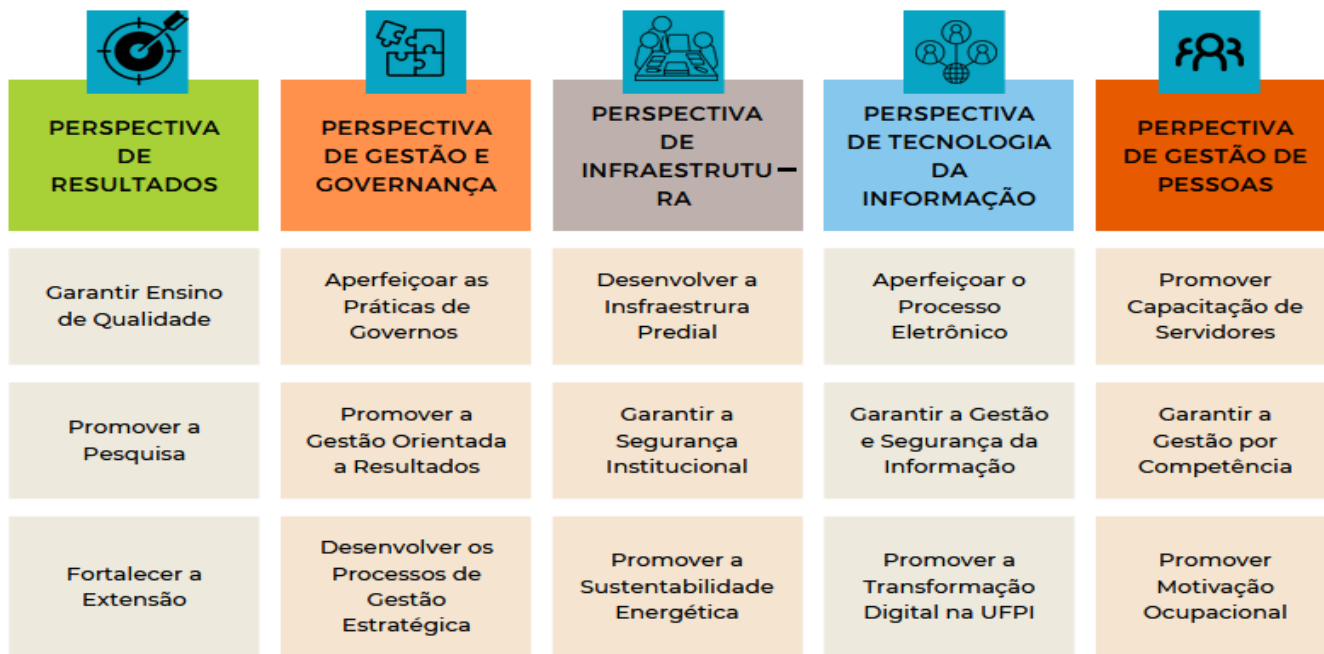 PERSPECTIVA
DE
RESULTADOS
PERSPECTIVA
DE GESTÃO E
GOVERNANÇA
PERSPECTIVA
DE
INFRAESTRUTU-
RA
PERSPECTIVA
DE TECNOLOGIA
DA
INFORMAÇÃO
PERPECTIVA
DE GESTÃO DE
PESSOAS
Garantir Ensino
de Qualidade
Aperfeiçoar as
Práticas de
Governos
Desenvolver a
Insfraestrura
Predial
Aperfeiçoar o
Processo
Eletrônico
Promover
Capacitação de
Servidores
Promover a
Pesquisa
Promover a
Gestão Orientada
a Resultados
Garantir a
Segurança
Institucional
Garantir a Gestão
e Segurança da
Informação
Garantir a
Gestão por
Competência
Fortalecer a
Extensão
Desenvolver os
Processos de
Gestão
Estratégica
Promover a
Sustentabilidade
Energética
Promover a
Transformação
Digital na UFPI
Promover
Motivação
Ocupacional